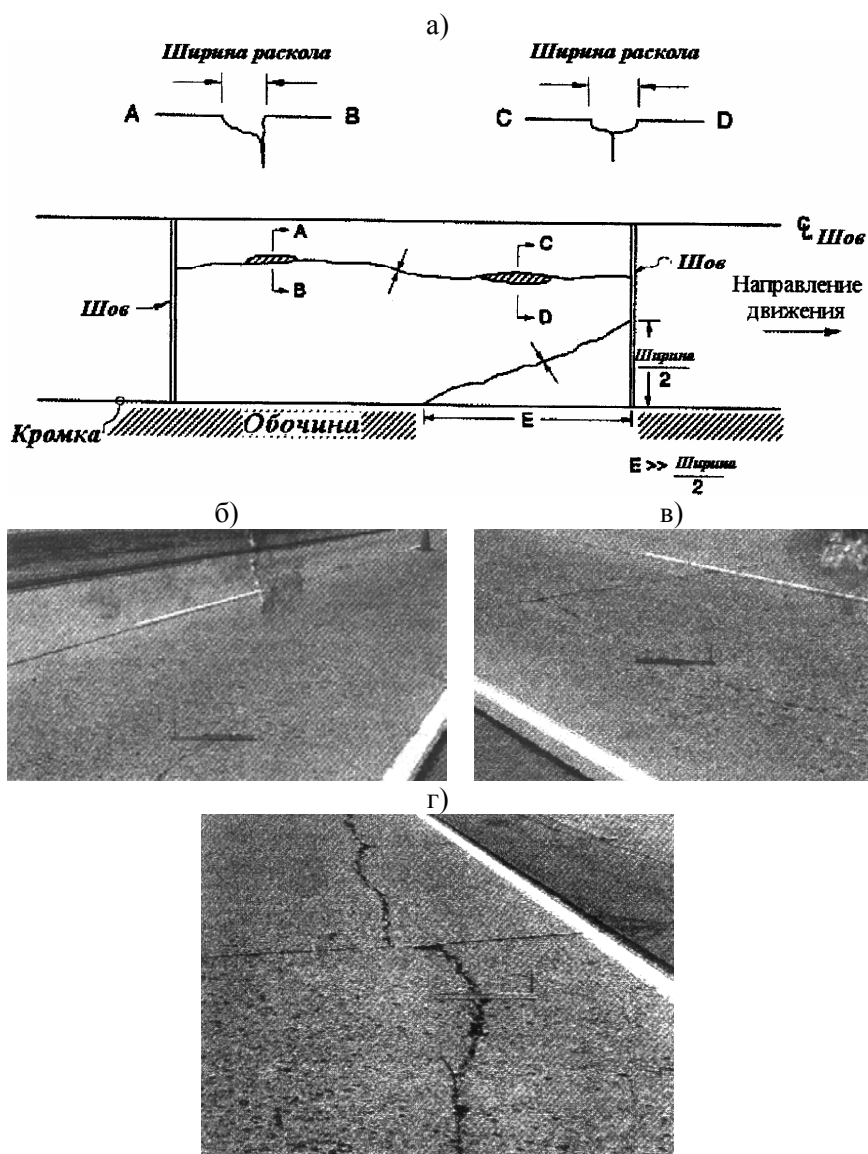 а)
Ширина раскола
Ширина раскола
A
B
C
D
A
C
℄ Шов
Шов
Направление
движения
B
Шов
D
Ширина
2
Кромка
Обочина
E
E >> Ширина
2
б)
в)
г)